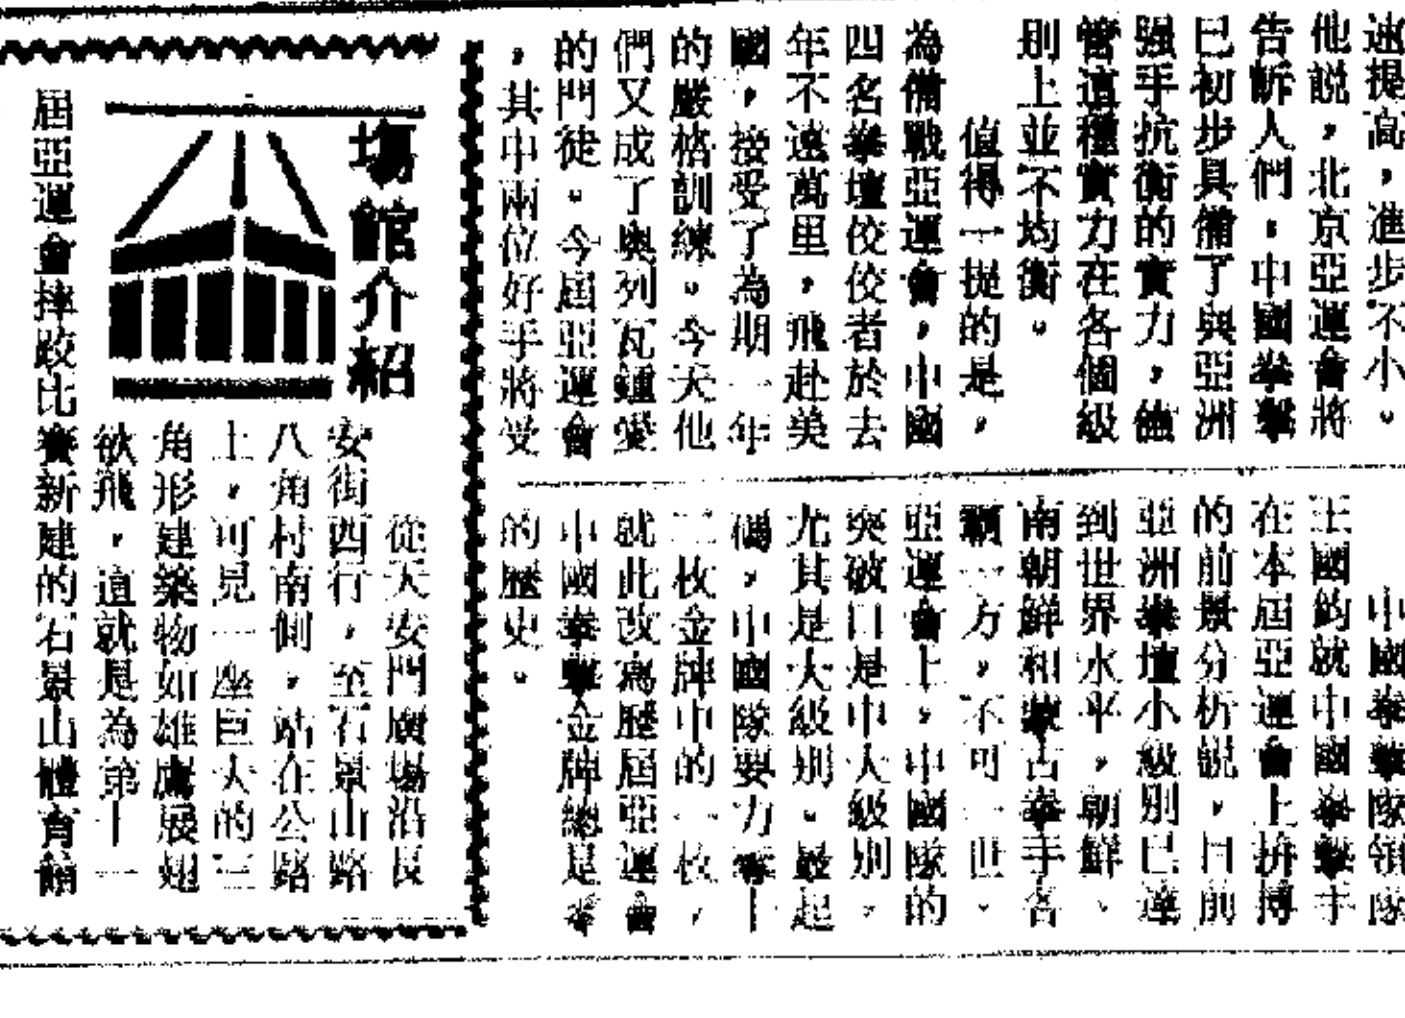 速提高，進步不小。
他説，北京亞運會將
告訴人們，中國拳擊
已初步具備了與亞洲
强手抗衡的實力，儘
管這種實力在各個級
別上並不均衡。
值得一提的是，
為備戰亞運會，中國
四名拳壇佼佼者於去
年不遠萬里，飛赴美
國，接受了為期一年
的嚴格訓練。今天他
們又成了奧列瓦愛
的門徒。今屆亞運會
，其中兩位好手將受
中國拳擊隊領隊
王國鈞就中國拳擊手
在本屆亞運會上拚搏
的前景分析説，目前
亞洲拳壇小級別已達
到世界水平，朝鮮、
南朝鮮和蒙古拳手各
霸一方，不可一世。
亞運會上，中國隊的
突破口是中大級別，
尤其是大級別。最起
碼，中國隊要力奪十
二枚金牌中的一枚，
就此改寫歷屆亞運會
中國拳擊金牌總是零
的歷史。
場館介紹
從天安門廣場沿長
安街西行，至石景山路
八角村南側，站在公路
上，可見一座巨大的三
角形建築物如雄鷹展翅
欲飛，這就是為第十一
屆亞運會摔跤比賽新建的石景山體育館